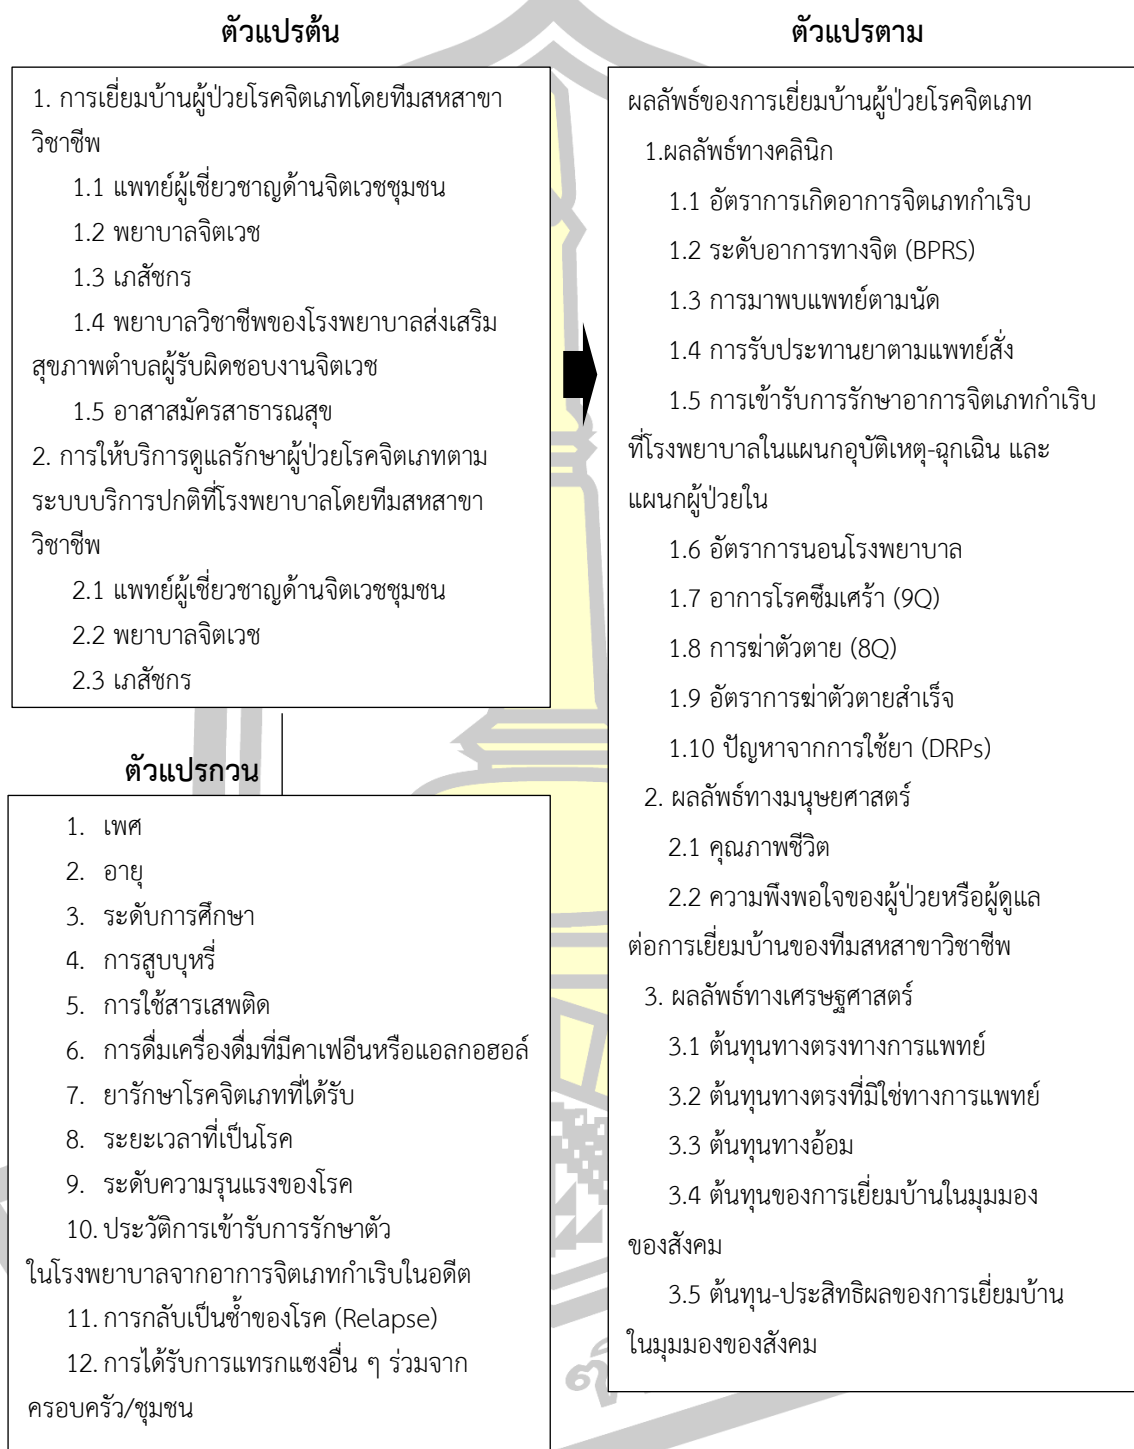 ตัวแปรต้น
1. การเยี่ยมบ้านผู้ป่วยโรคจิตเภทโดยทีมสหสาขา
วิชาชีพ
1.1 แพทย์ผู้เชี่ยวชาญด้านจิตเวชชุมชน
1.2 พยาบาลจิตเวช
1.3 เภสัชกร
1.4 พยาบาลวิชาชีพของโรงพยาบาลส่งเสริม
สุขภาพตำบลผู้รับผิดชอบงานจิตเวช
1.5 อาสาสมัครสาธารณสุข
2. การให้บริการดูแลรักษาผู้ป่วยโรคจิตเภทตาม
ระบบบริการปกติที่โรงพยาบาลโดยทีมสหสาขา
วิชาชีพ
2.1 แพทย์ผู้เชี่ยวชาญด้านจิตเวชชุมชน
2.2 พยาบาลจิตเวช
2.3 เภสัชกร
ตัวแปรกวน
1. เพศ
2. อายุ
3. ระดับการศึกษา
4. การสูบบุหรี่
5. การใช้สารเสพติด
6. การดื่มเครื่องดื่มที่มีคาเฟอีนหรือแอลกอฮอล์
7. ยารักษาโรคจิตเภทที่ได้รับ
8. ระยะเวลาที่เป็นโรค
9. ระดับความรุนแรงของโรค
10. ประวัติการเข้ารับการรักษาตัว
ในโรงพยาบาลจากอาการจิตเภทกำเริบในอดีต
11. การกลับเป็นซ้ำของโรค (Relapse)
12. การได้รับการแทรกแซงอื่น ๆ ร่วมจาก
ครอบครัว/ชุมชน
ตัวแปรตาม
ผลลัพธ์ของการเยี่ยมบ้านผู้ป่วยโรคจิตเภท
1.ผลลัพธ์ทางคลินิก
1.1 อัตราการเกิดอาการจิตเภทกำเริบ
1.2 ระดับอาการทางจิต (BPRS)
1.3 การมาพบแพทย์ตามนัด
1.4 การรับประทานยาตามแพทย์สั่ง
1.5 การเข้ารับการรักษาอาการจิตเภทกำเริบ
ที่โรงพยาบาลในแผนกอุบัติเหตุ-ฉุกเฉิน และ
แผนกผู้ป่วยใน
1.6 อัตราการนอนโรงพยาบาล
1.7 อาการโรคซึมเศร้า (9Q)
1.8 การฆ่าตัวตาย (8Q)
1.9 อัตราการฆ่าตัวตายสำเร็จ
1.10 ปัญหาจากการใช้ยา (DRPs)
2. ผลลัพธ์ทางมนุษยศาสตร์
2.1 คุณภาพชีวิต
2.2 ความพึงพอใจของผู้ป่วยหรือผู้ดูแล
ต่อการเยี่ยมบ้านของทีมสหสาขาวิชาชีพ
3. ผลลัพธ์ทางเศรษฐศาสตร์
3.1 ต้นทุนทางตรงทางการแพทย์
3.2 ต้นทุนทางตรงที่มิใช่ทางการแพทย์
3.3 ต้นทุนทางอ้อม
3.4 ต้นทุนของการเยี่ยมบ้านในมุมมอง
ของสังคม
3.5 ต้นทุน-ประสิทธิผลของการเยี่ยมบ้าน
ในมุมมองของสังคม